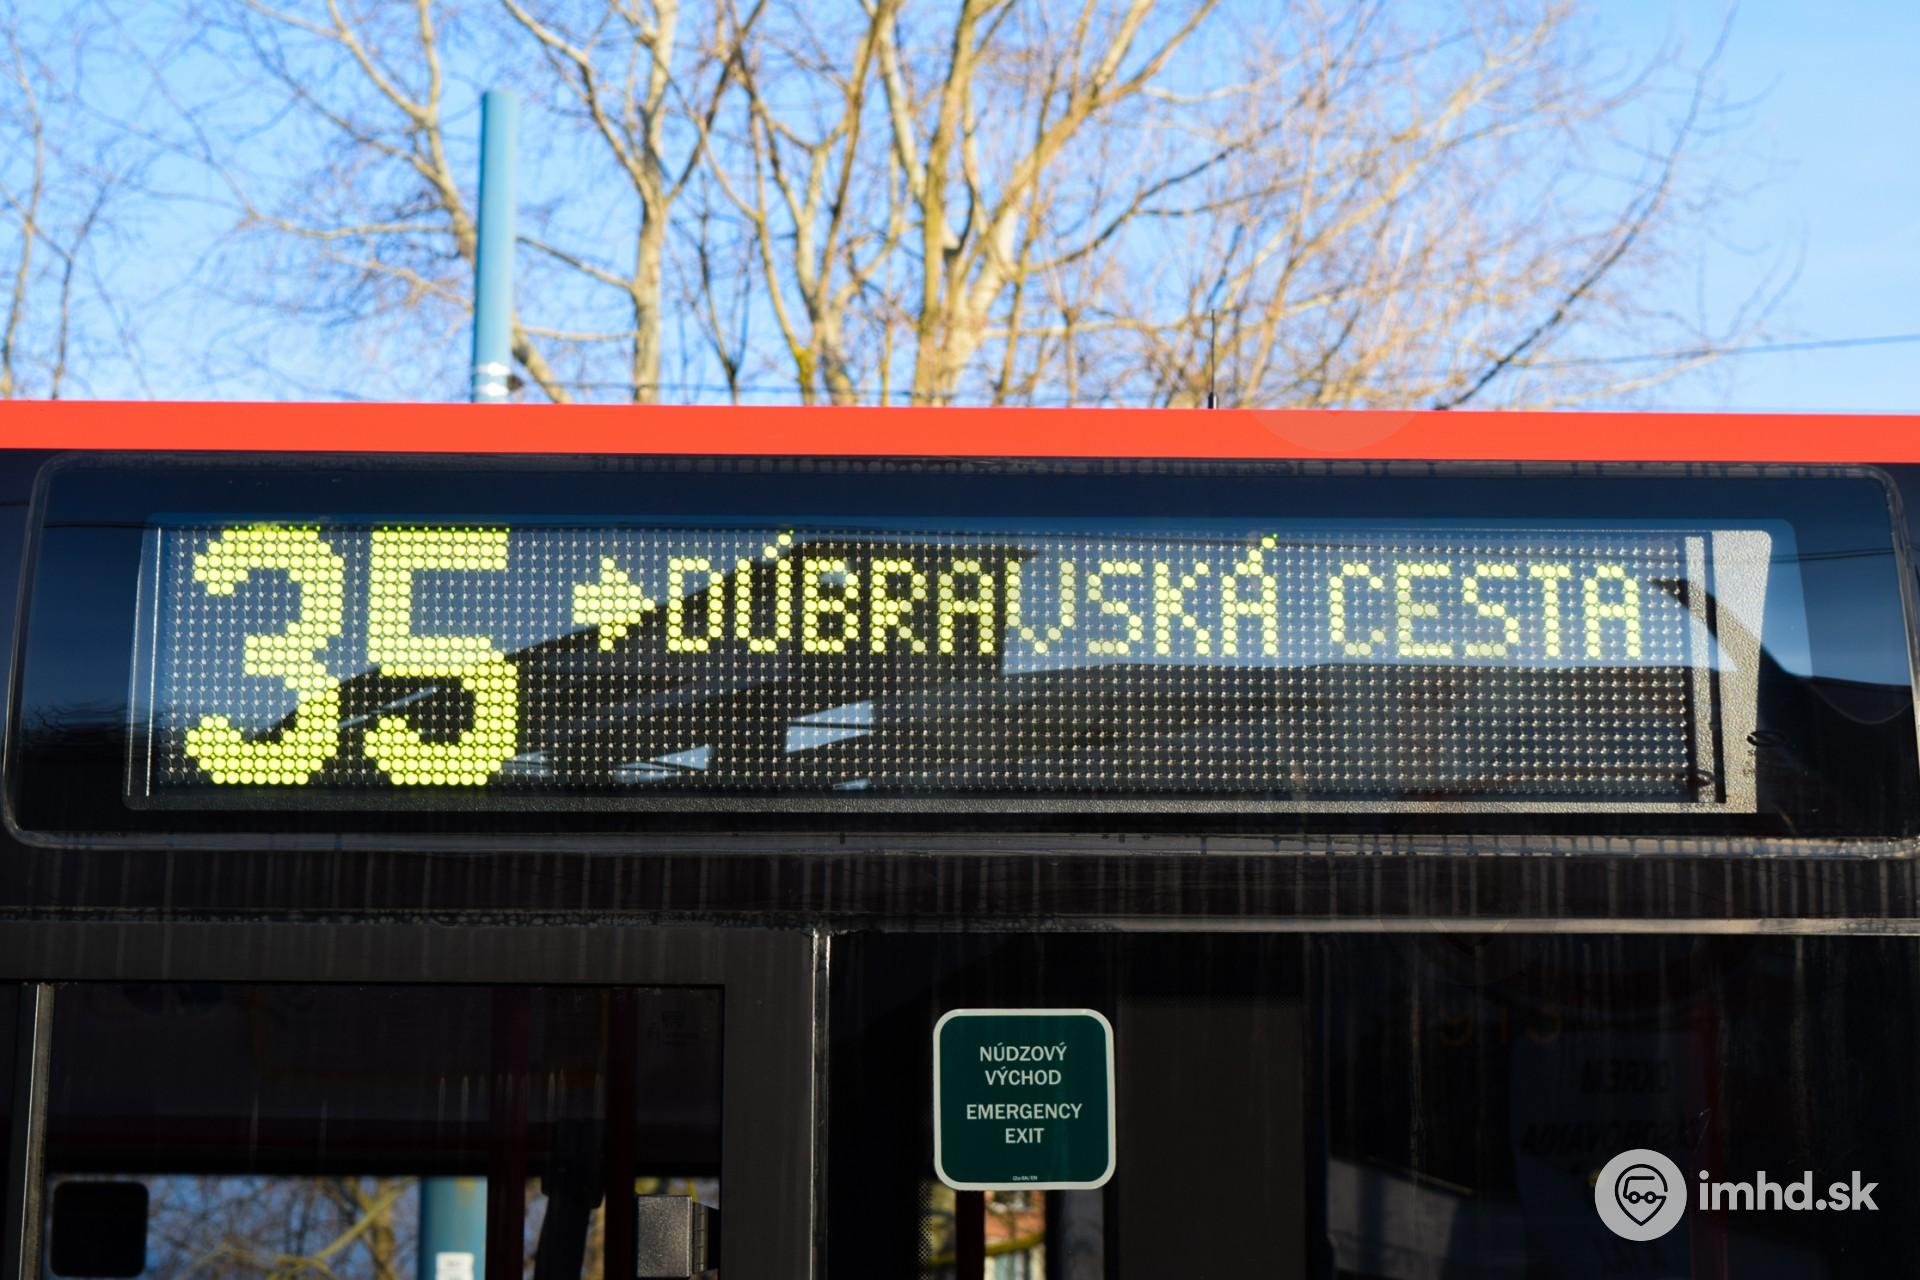 35 → DÚBRAVSKÁ CESTA
NÚDZOVÝ
VÝCHOD
EMERGENCY
EXIT
imhd.sk